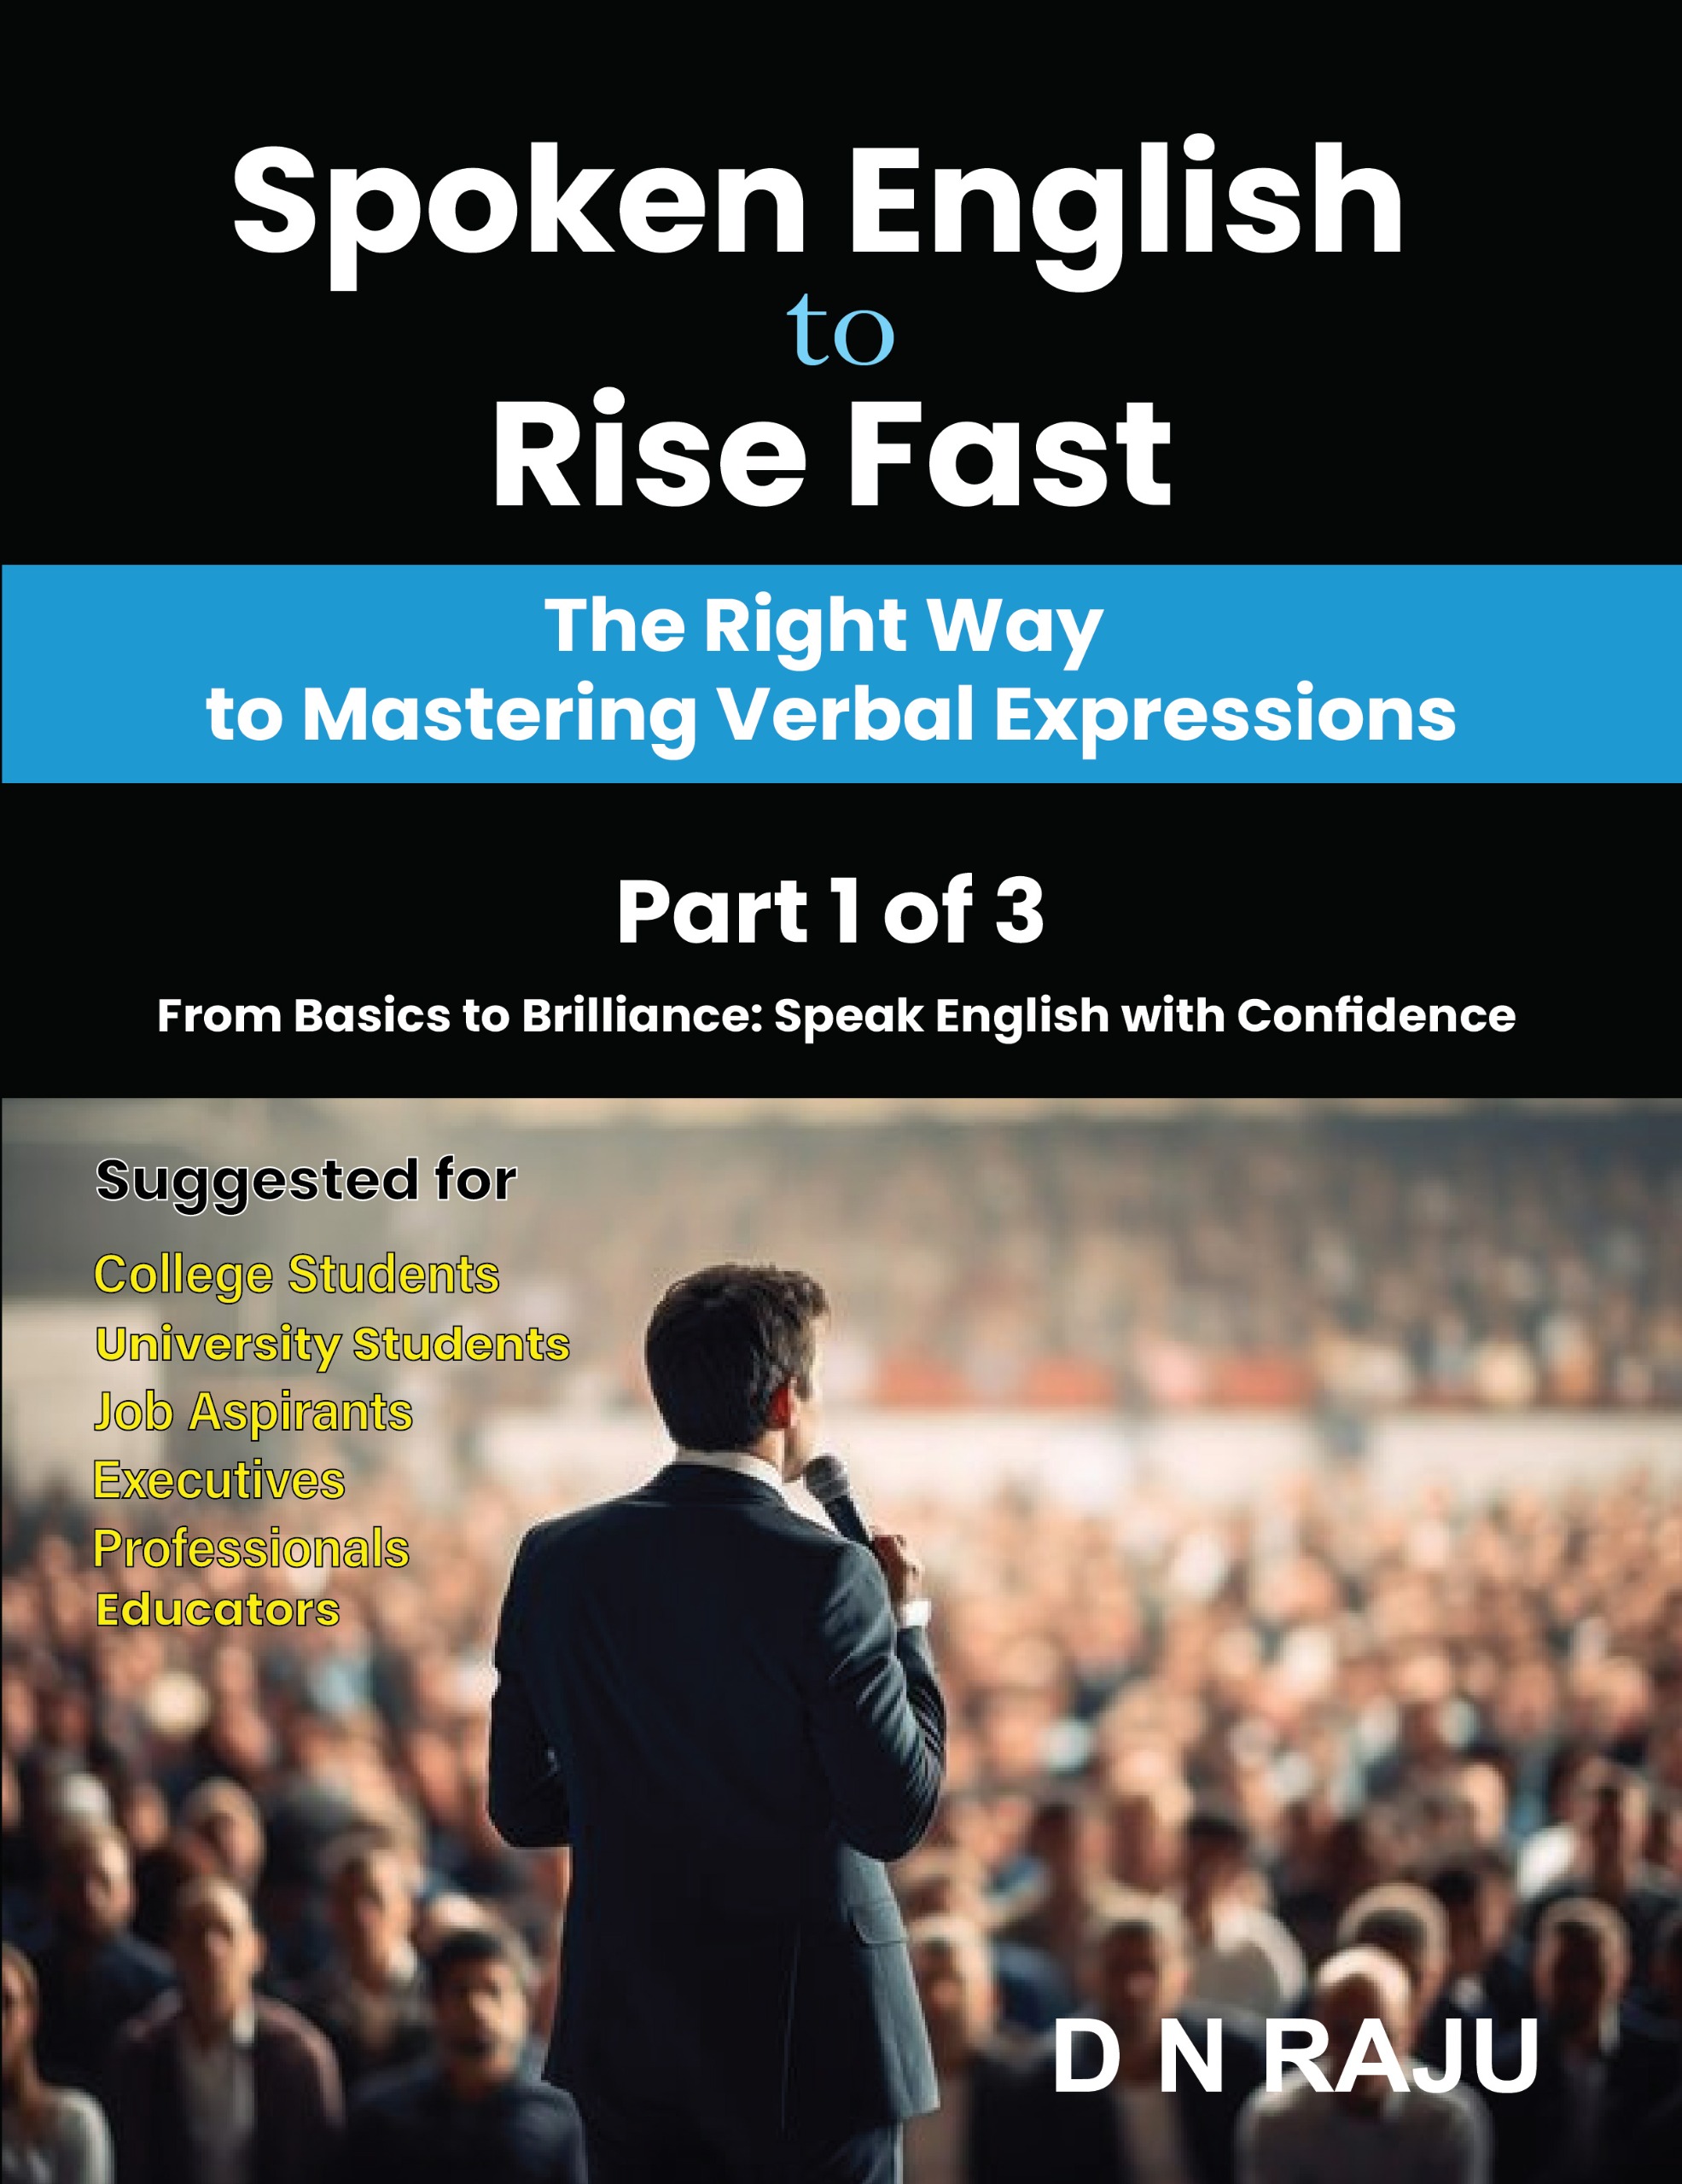 Spoken English
to
Rise Fast
The Right Way
to Mastering Verbal Expressions
Part 1 of 3
From Basics to Brilliance: Speak English with Confidence
Suggested for
College Students
University Students
Job Aspirants
Executives
Professionals
Educators
D N RAJU